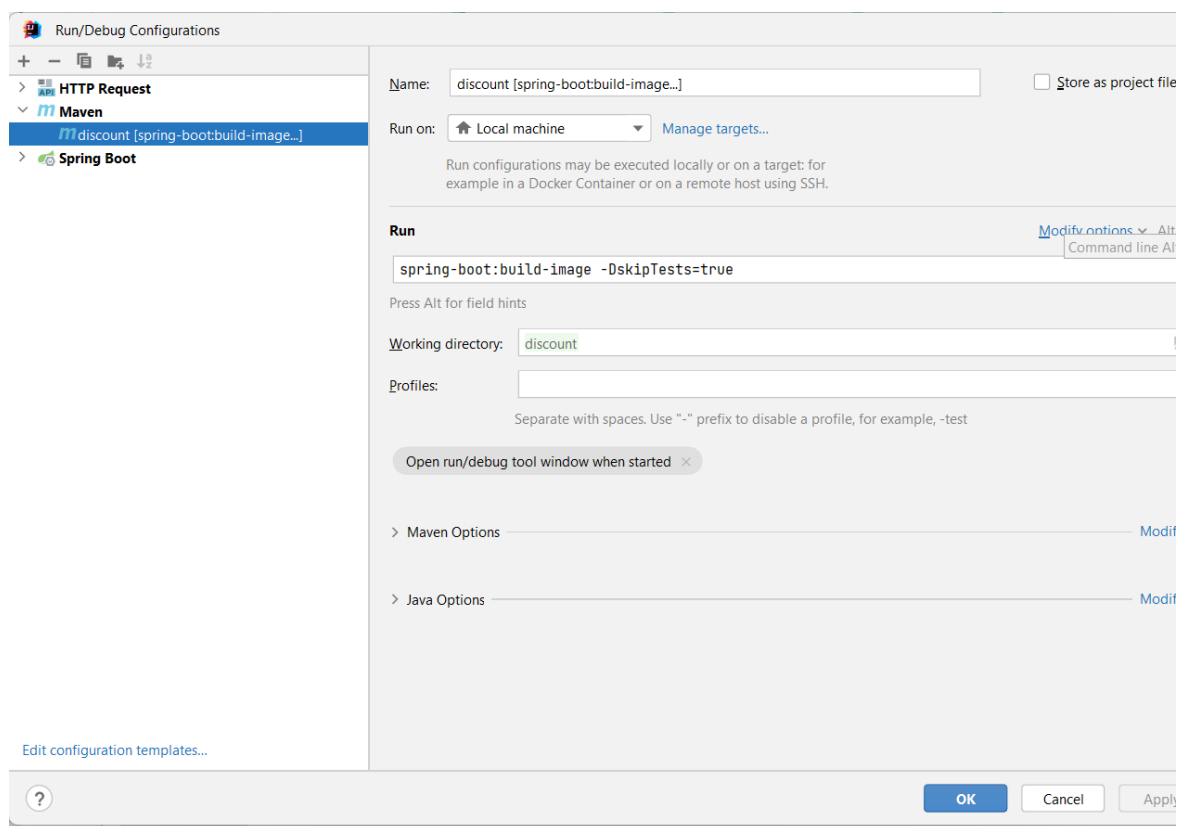 Run/Debug Configurations
HTTP Request
Maven
discount [spring-boot:build-image...]
Spring Boot
Edit configuration templates...
Name: discount [spring-boot:build-image...] Store as project file
Run on: Local machine Manage targets...
Run configurations may be executed locally or on a target: for
example in a Docker Container or on a remote host using SSH.
Run Modify options Alt
Command line Al
spring-boot:build-image -DskipTests=true
Press Alt for field hints
Working directory: discount
Profiles:
Separate with spaces. Use "-" prefix to disable a profile, for example, -test
Open run/debug tool window when started
Maven Options Modif
Java Options Modif
? OK Cancel Apply